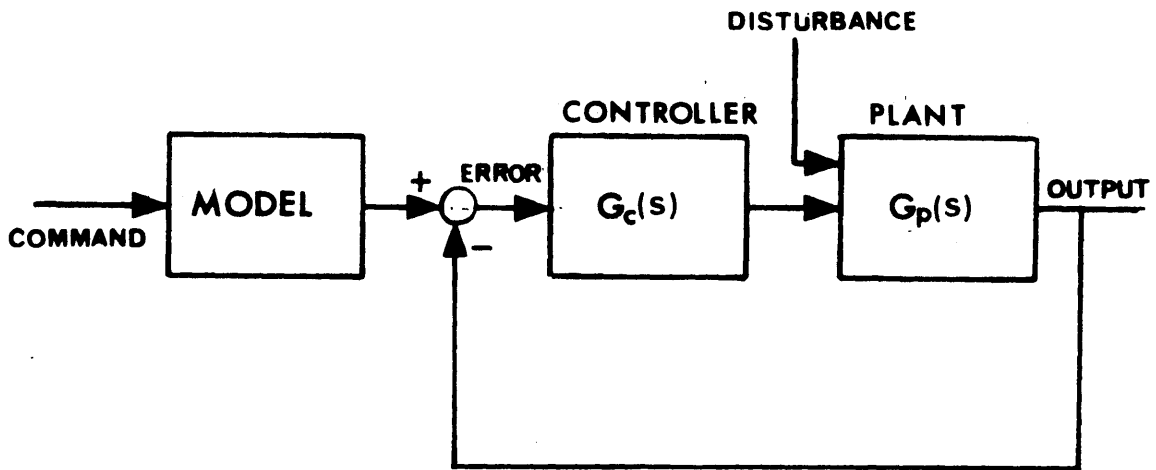 DISTURBANCE
CONTROLLER
PLANT
+
ERROR
MODEL
Gc(s)
Gp(s)
OUTPUT
COMMAND
−